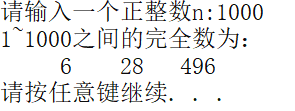 请输入一个正整数n:1000
1~1000之间的完全数为：
6 28 496
请按任意键继续. . .